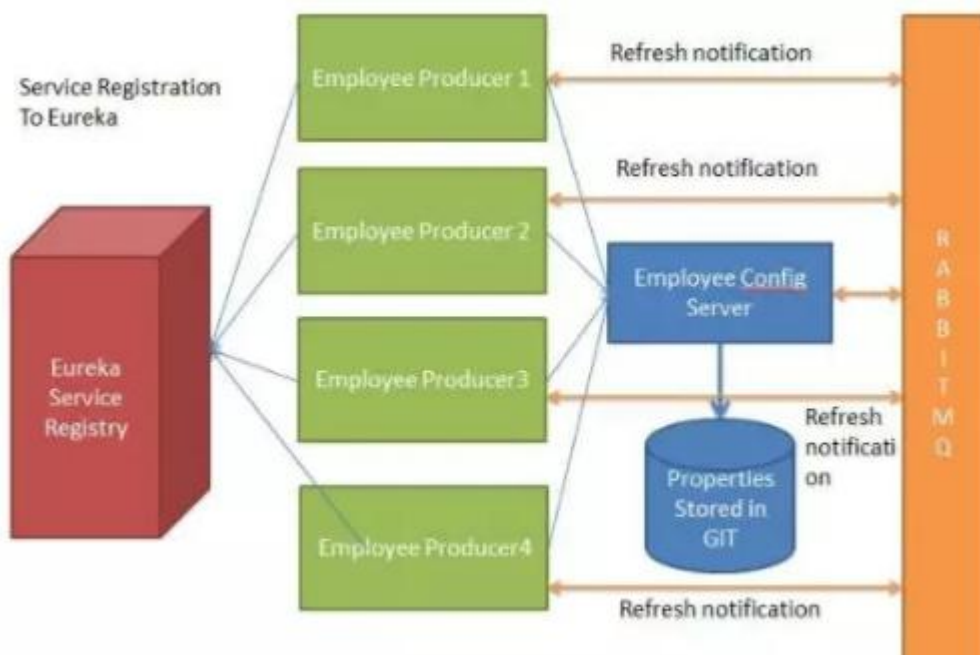 Service Registration
To Eureka
Employee Producer 1
Refresh notification
Refresh notification
Employee Producer 2
Employee Config
Server
Eureka
Service
Registry
Employee Producer3
Refresh
notificati
on
Properties
Stored in
GIT
Employee Producer4
Refresh notification
R
A
B
B
I
T
M
Q